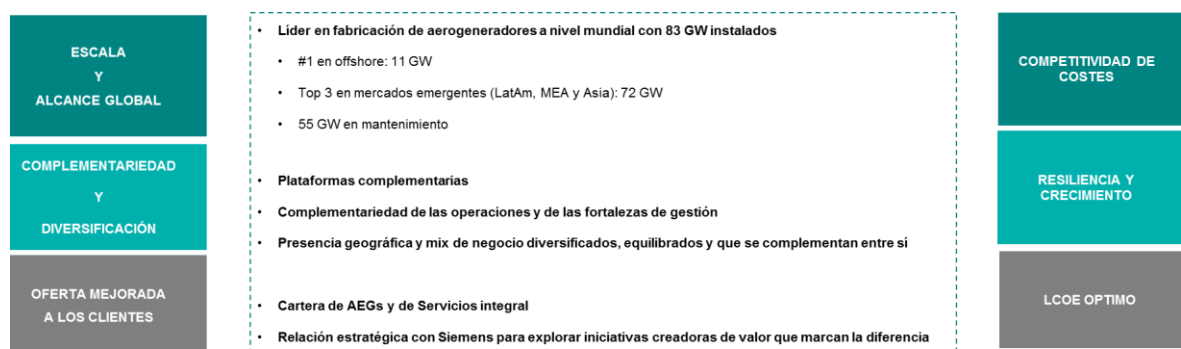 ESCALA
Y
ALCANCE GLOBAL
• Líder en fabricación de aerogeneradores a nivel mundial con 83 GW instalados
• #1 en offshore: 11 GW
• Top 3 en mercados emergentes (LatAm, MEA y Asia): 72 GW
• 55 GW en mantenimiento
COMPETITIVIDAD DE
COSTES
COMPLEMENTARIEDAD
Y
DIVERSIFICACIÓN
• Plataformas complementarias
• Complementariedad de las operaciones y de las fortalezas de gestión
• Presencia geográfica y mix de negocio diversificados, equilibrados y que se complementan entre sí
RESILIENCIA Y
CRECIMIENTO
OFERTA MEJORADA
A LOS CLIENTES
• Cartera de AEGs y de Servicios integral
• Relación estratégica con Siemens para explorar iniciativas creadoras de valor que marcan la diferencia
LCOE OPTIMO